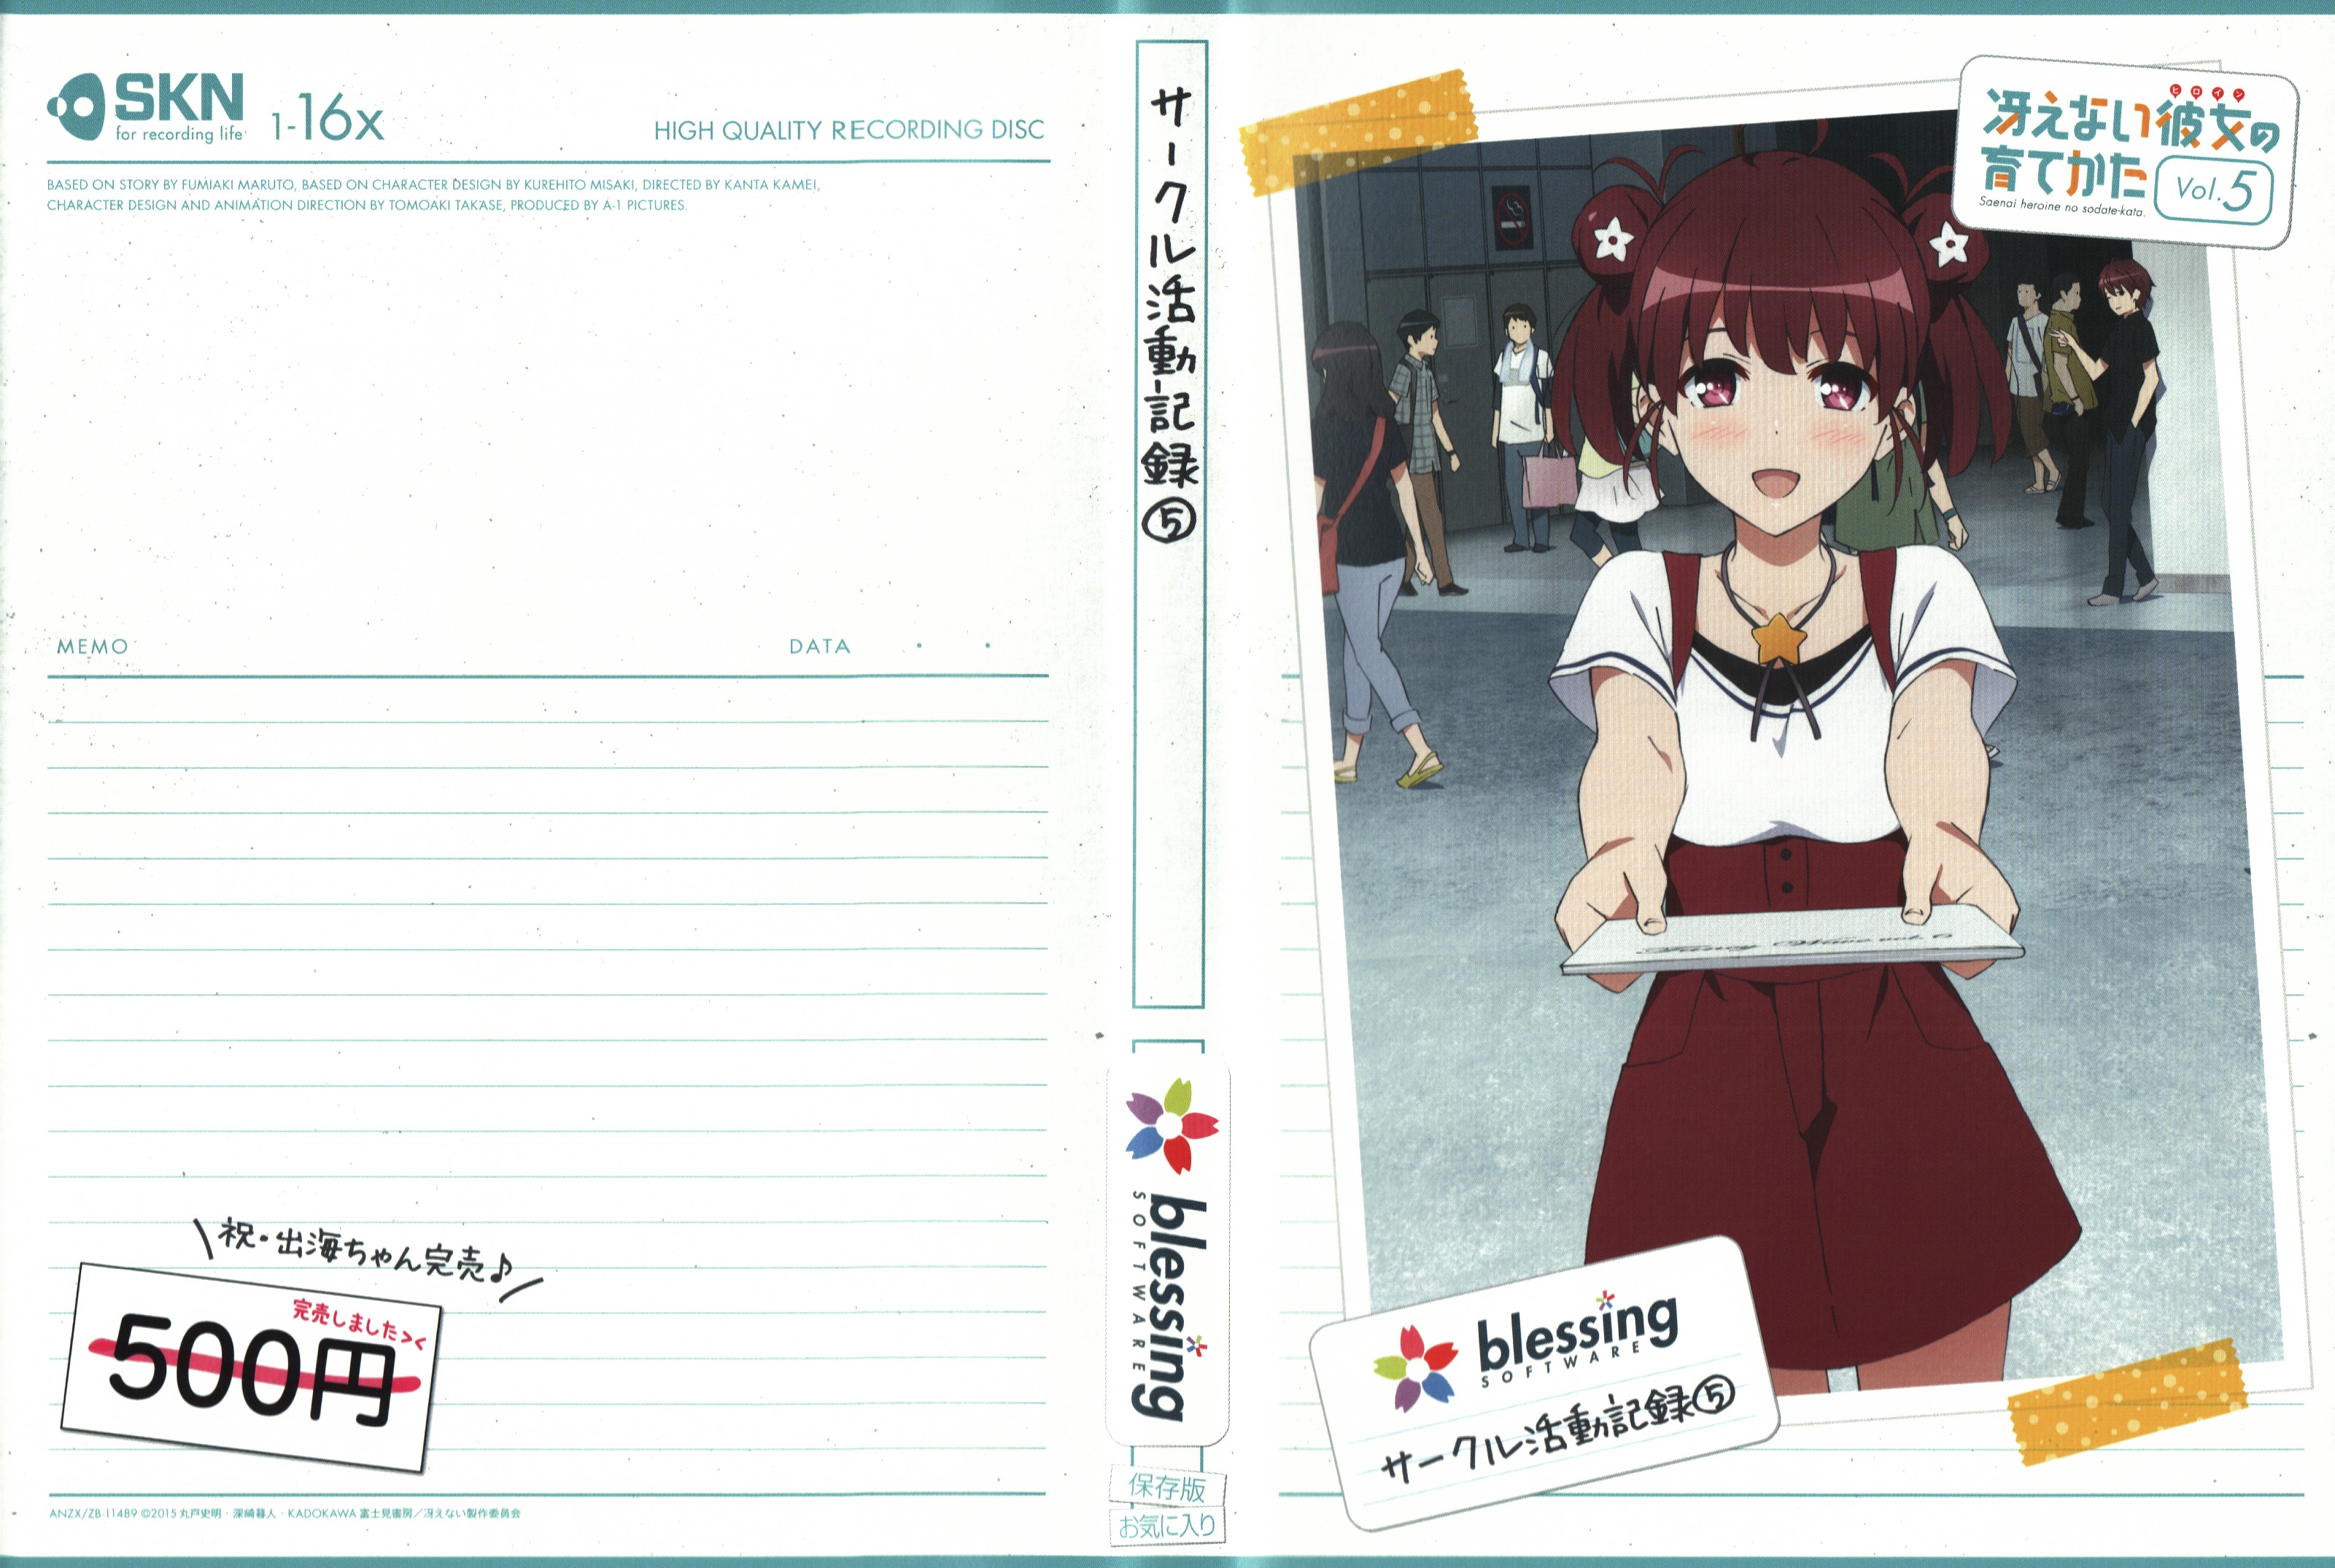 SKN
for recording life
1-16x
HIGH QUALITY RECORDING DISC
BASED ON STORY BY FUMIAKI MARUTO, BASED ON CHARACTER DESIGN BY KUREHITO MISAKI, DIRECTED BY KANTA KAMEI,
CHARACTER DESIGN AND ANIMATION DIRECTION BY TOMOAKI TAKASE, PRODUCED BY A-1 PICTURES.
MEMO
DATA ・ ・
\祝・出海ちゃん完売♪/
完売しました><
500円
ANZX/ZB-11489 ©2015 丸戸史明・深崎暮人・KADOKAWA 富士見書房／冴えない製作委員会
サークル活動記録⑤
blessing
SOFTWARE
保存版
お気に入り
ヒロイン
冴えない彼女の
育てかた
Saenai heroine no sodate-kata.
Vol.5
blessing
SOFTWARE
サークル活動記録⑤